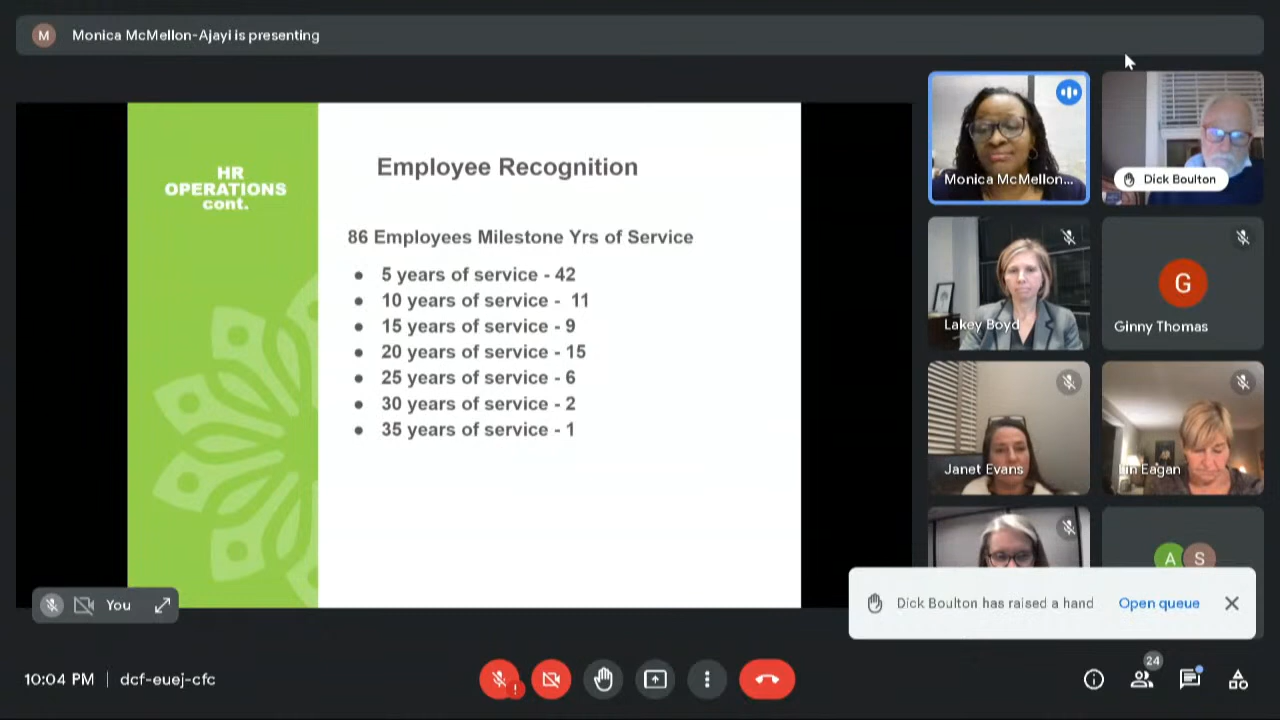 M
Monica McMellon-Ajayi is presenting
HR
OPERATIONS
cont.
Employee Recognition
86 Employees Milestone Yrs of Service
• 5 years of service - 42
• 10 years of service - 11
• 15 years of service - 9
• 20 years of service - 15
• 25 years of service - 6
• 30 years of service - 2
• 35 years of service - 1
Monica McMellon...
Dick Boulton
Lakey Boyd
G
Ginny Thomas
Janet Evans
Lin Eagan
A S
Dick Boulton has raised a hand Open queue
You
10:04 PM | dcf-euej-cfc
!
24